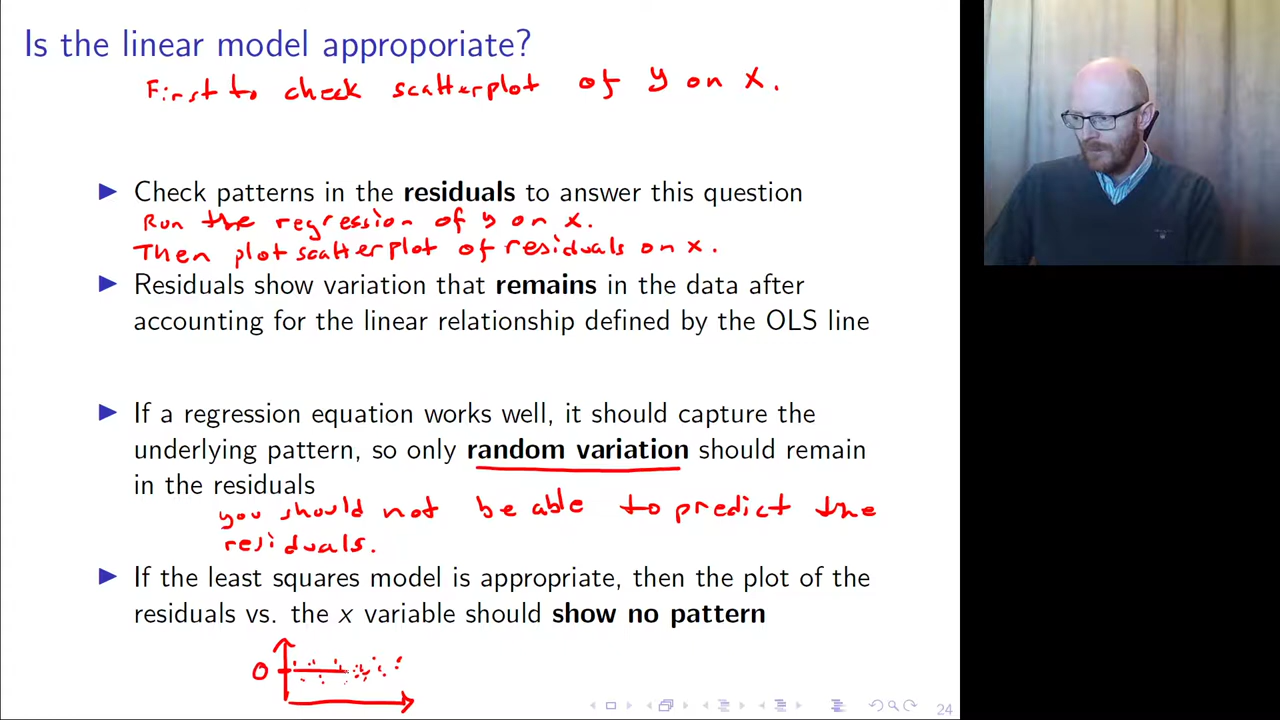 Is the linear model approporiate?
First to check scatterplot of y on x.
▶ Check patterns in the residuals to answer this question
Run the regression of y on x.
Then plot scatterplot of residuals on x.
▶ Residuals show variation that remains in the data after
accounting for the linear relationship defined by the OLS line
▶ If a regression equation works well, it should capture the
underlying pattern, so only random variation should remain
in the residuals
you should not be able to predict the
residuals.
▶ If the least squares model is appropriate, then the plot of the
residuals vs. the x variable should show no pattern
0
24